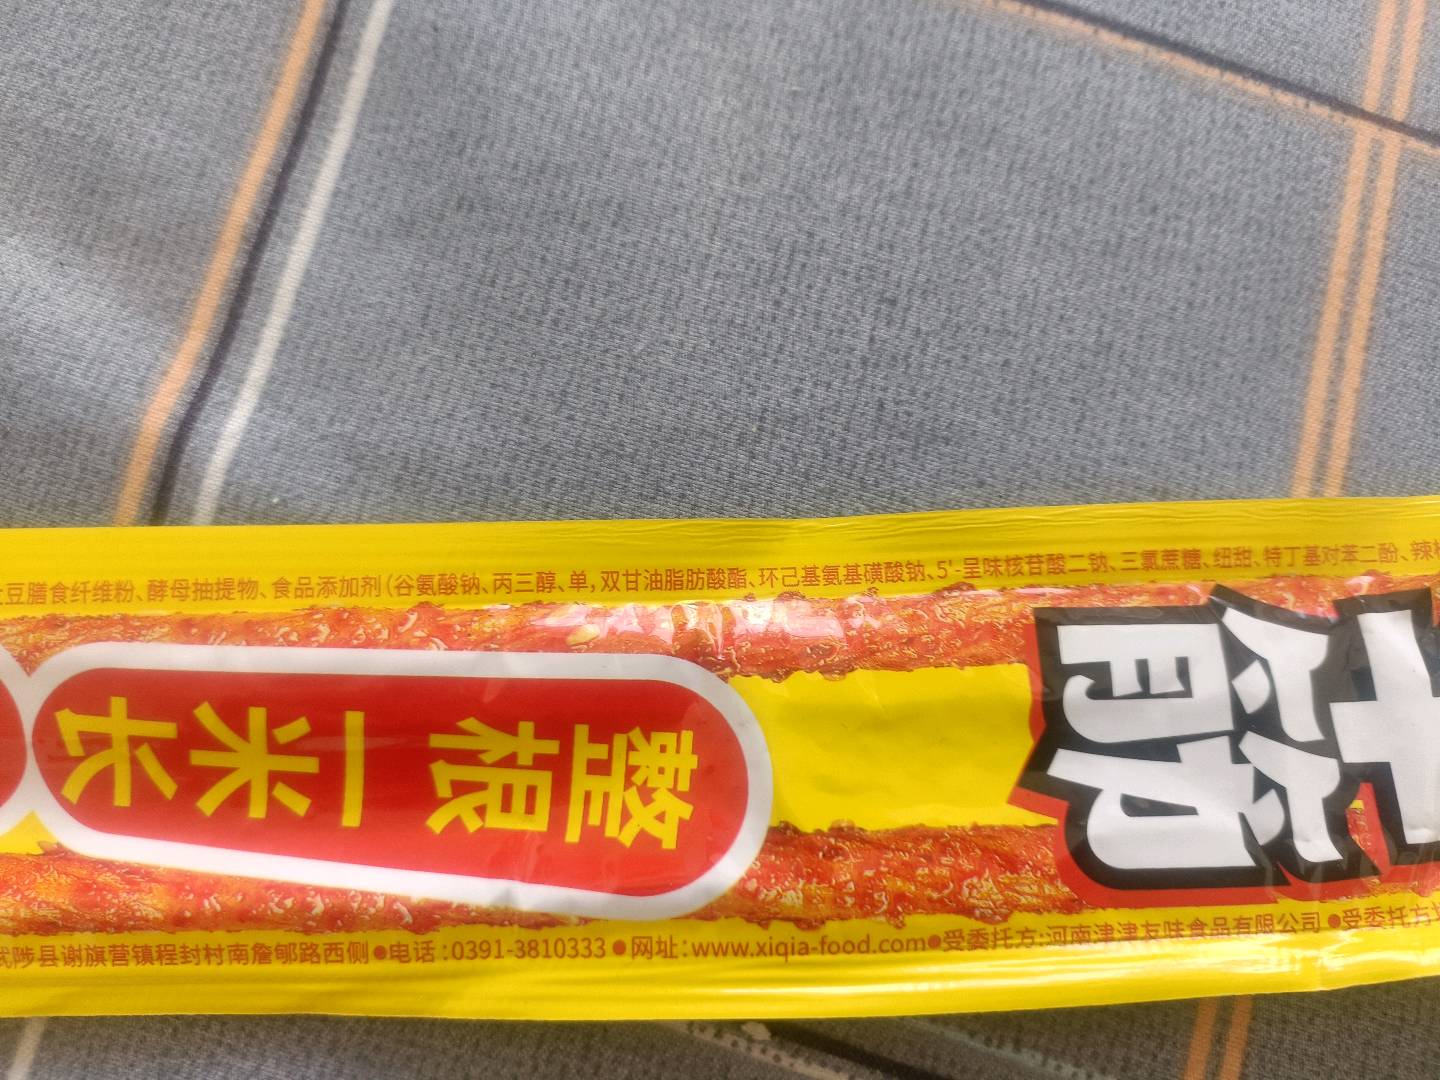 豆膳食纤维粉、酵母抽提物、食品添加剂(谷氨酸钠、丙三醇、单,双甘油脂肪酸酯、环己基氨基磺酸钠、5'-呈味核苷酸二钠、三氯蔗糖、纽甜、特丁基对苯二酚、辣
整根一米长
陟县谢旗营镇程封村南詹郇路西侧●电话:0391-3810333●网址:www.xiqia-food.com●受委托方:河南津津友味食品有限公司●受委托方